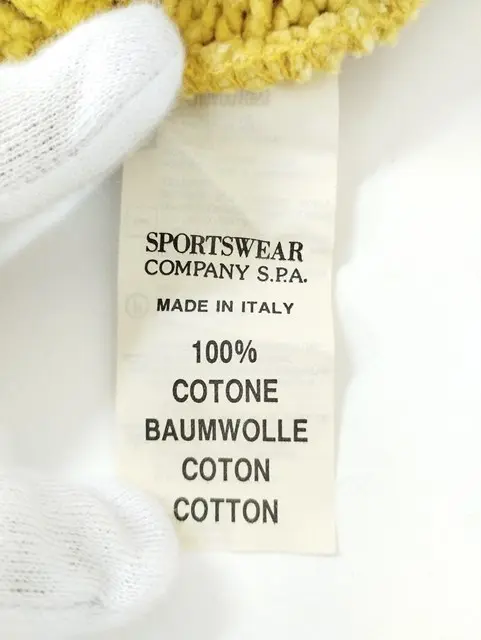 SPORTSWEAR
COMPANY S.P.A.
MADE IN ITALY
100%
COTONE
BAUMWOLLE
COTON
COTTON